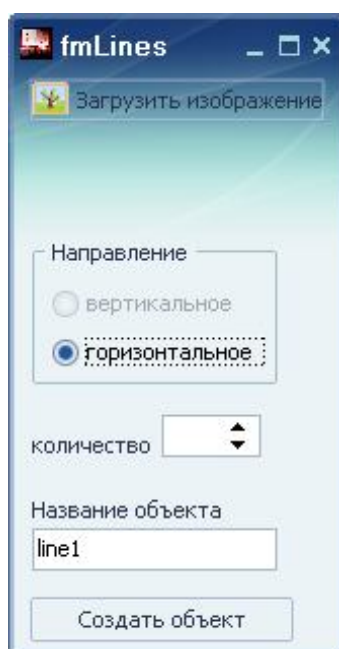 fmLines
Загрузить изображение
Направление
вертикальное
горизонтальное
количество
Название объекта
line1
Создать объект